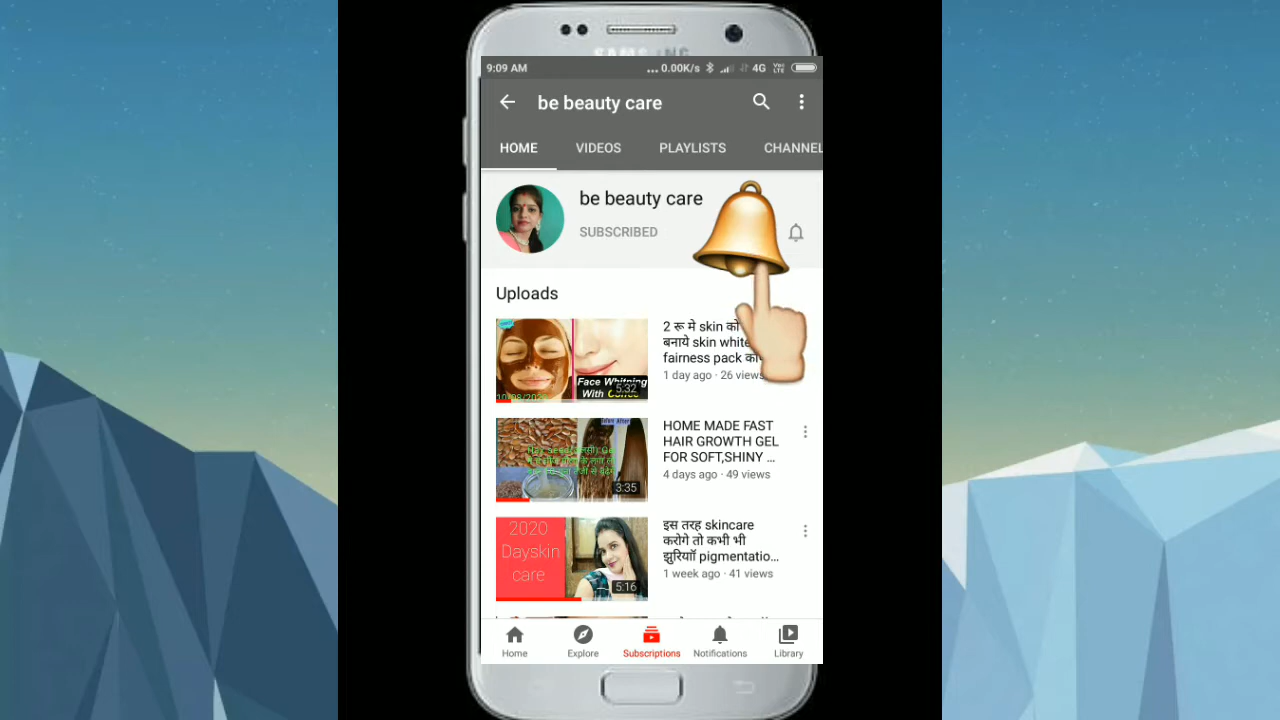 SAMSUNG
9:09 AM
... 0.00K/s 4G
be beauty care
HOME VIDEOS PLAYLISTS CHANNEL
be beauty care
SUBSCRIBED
Uploads
2 रू मे skin को
बनाये skin white
fairness pack
1 day ago · 26 views
Face Whitning
With Coffee
5:32
HOME MADE FAST
HAIR GROWTH GEL
FOR SOFT,SHINY ...
4 days ago · 49 views
3:35
इस तरह skincare
करोगे तो कभी भी
झुरियाॅ pigmentatio...
1 week ago · 41 views
2020
Dayskin
care
5:16
Home Explore Subscriptions Notifications Library